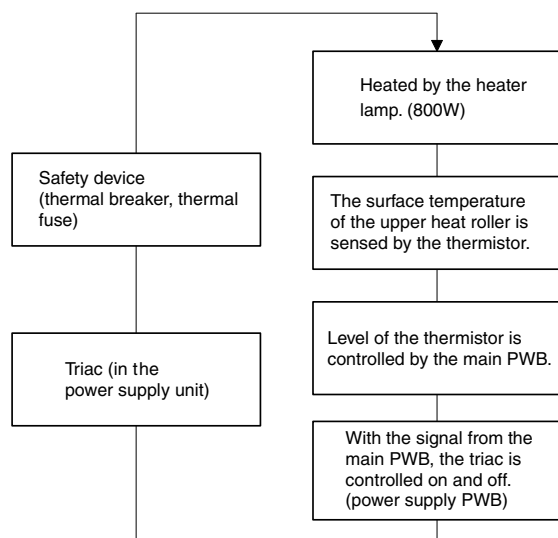 Heated by the heater
lamp. (800W)
Safety device
(thermal breaker, thermal
fuse)
The surface temperature
of the upper heat roller is
sensed by the thermistor.
Level of the thermistor is
controlled by the main PWB.
Triac (in the
power supply unit)
With the signal from the
main PWB, the triac is
controlled on and off.
(power supply PWB)